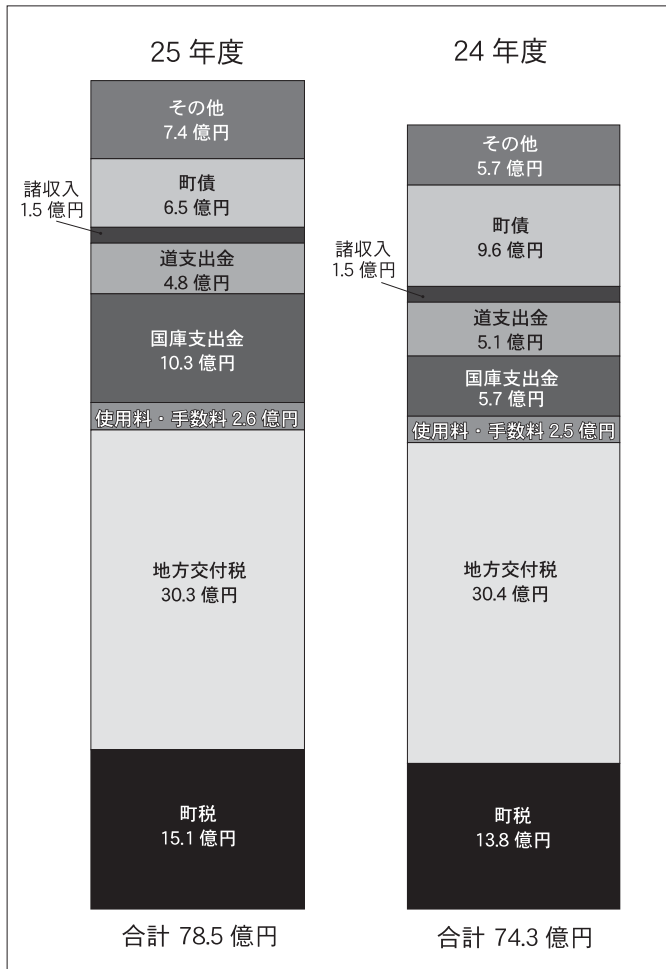 25 年度
その他
7.4 億円
町債
6.5 億円
諸収入
1.5 億円
道支出金
4.8 億円
国庫支出金
10.3 億円
使用料・手数料 2.6 億円
地方交付税
30.3 億円
町税
15.1 億円
合計 78.5 億円
24 年度
その他
5.7 億円
町債
9.6 億円
諸収入
1.5 億円
道支出金
5.1 億円
国庫支出金
5.7 億円
使用料・手数料 2.5 億円
地方交付税
30.4 億円
町税
13.8 億円
合計 74.3 億円